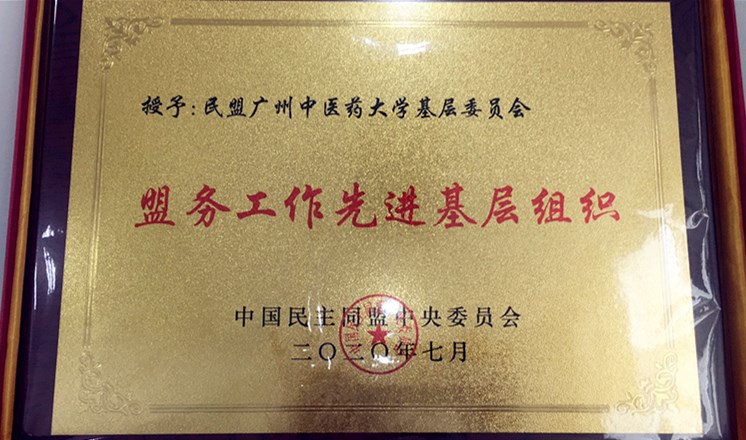 授予：民盟广州中医药大学基层委员会
盟务工作先进基层组织
中国民主同盟中央委员会
二〇二〇年七月